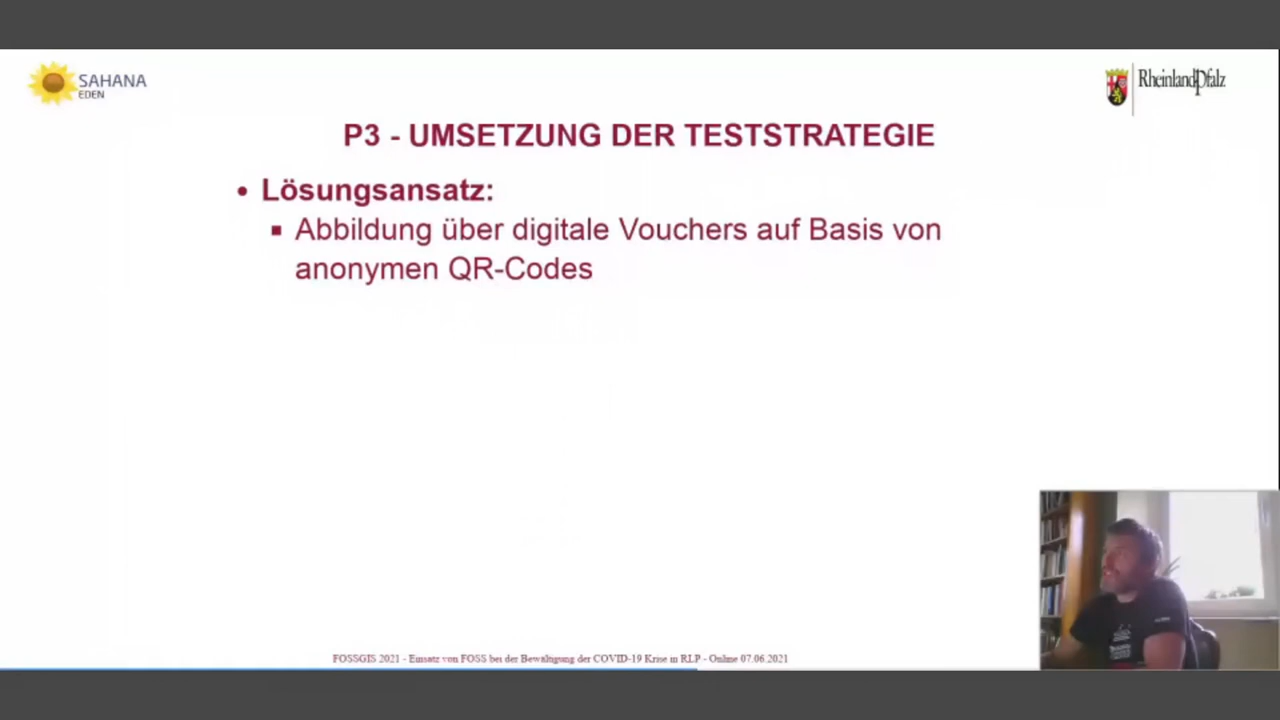 SAHANA
EDEN
RheinlandPfalz
P3 - UMSETZUNG DER TESTSTRATEGIE
• Lösungsansatz:
▪ Abbildung über digitale Vouchers auf Basis von
anonymen QR-Codes
FOSSGIS 2021 - Einsatz von FOSS bei der Bewältigung der COVID-19 Krise in RLP - Online 07.06.2021